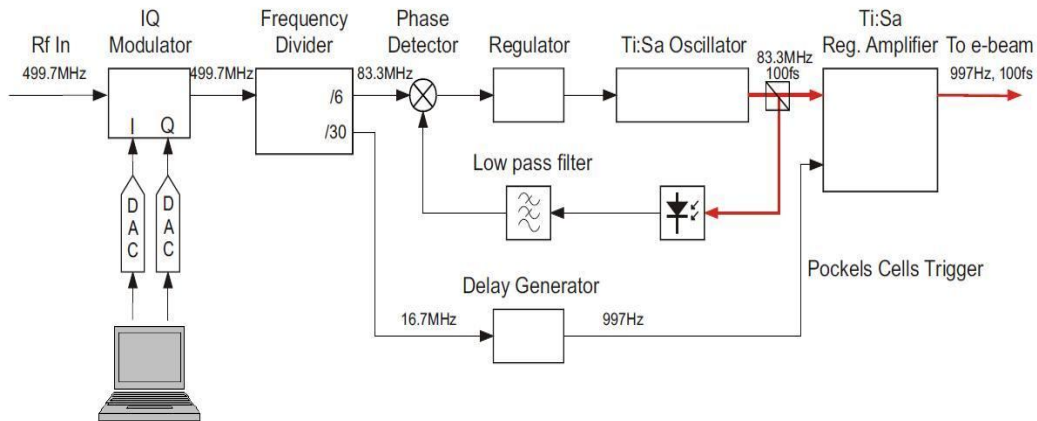 Rf In
499.7MHz
IQ
Modulator
I Q
DAC
DAC
499.7MHz
Frequency
Divider
/6
/30
83.3MHz
Phase
Detector
Regulator
Ti:Sa Oscillator
83.3MHz
100fs
Ti:Sa
Reg. Amplifier
To e-beam
997Hz, 100fs
Low pass filter
Pockels Cells Trigger
Delay Generator
16.7MHz
997Hz